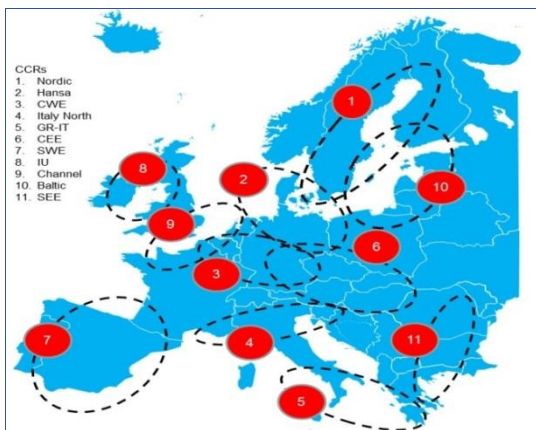 CCRs
1. Nordic
2. Hansa
3. CWE
4. Italy North
5. GR-IT
6. CEE
7. SWE
8. IU
9. Channel
10. Baltic
11. SEE
1
8
2
10
9
6
3
7
4
11
5